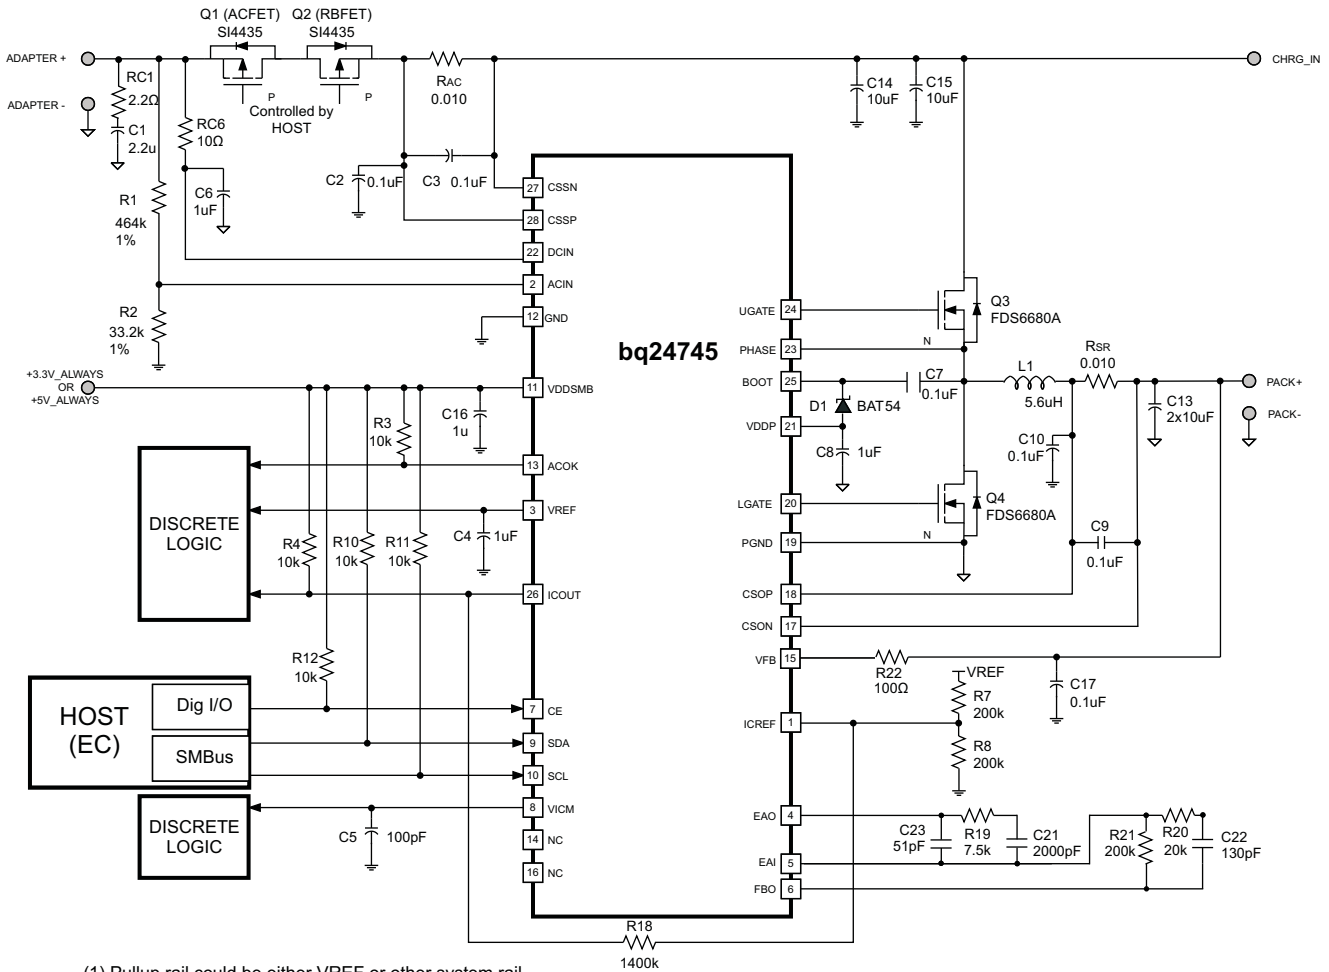 Q1 (ACFET)
SI4435
Q2 (RBFET)
SI4435
ADAPTER +
ADAPTER -
RC1
2.2Ω
C1
2.2u
RC6
10Ω
P
P
Controlled by
HOST
RAC
0.010
C14
10uF
C15
10uF
CHRG_IN
C2
0.1uF
C3
0.1uF
C6
1uF
R1
464k
1%
R2
33.2k
1%
27 CSSN
28 CSSP
22 DCIN
2 ACIN
12 GND
bq24745
UGATE 24
PHASE 23
BOOT 25
VDDP 21
LGATE 20
PGND 19
CSOP 18
CSON 17
VFB 15
ICREF 1
EAO 4
EAI 5
FBO 6
Q3
FDS6680A
N
RSR
0.010
L1
5.6uH
C7
0.1uF
D1
BAT54
C8
1uF
C13
2x10uF
PACK+
PACK-
C10
0.1uF
Q4
FDS6680A
N
C9
0.1uF
+3.3V_ALWAYS
OR
+5V_ALWAYS
11 VDDSMB
R3
10k
C16
1u
13 ACOK
3 VREF
DISCRETE
LOGIC
R4
10k
R10
10k
R11
10k
C4
1uF
26 ICOUT
R12
10k
HOST
(EC)
Dig I/O
SMBus
7 CE
9 SDA
10 SCL
8 VICM
14 NC
16 NC
DISCRETE
LOGIC
C5
100pF
R22
100Ω
VREF
R7
200k
R8
200k
C17
0.1uF
C23
51pF
R19
7.5k
C21
2000pF
R21
200k
R20
20k
C22
130pF
R18
1400k
(1) Pullup rail could be either VREF or other system rail